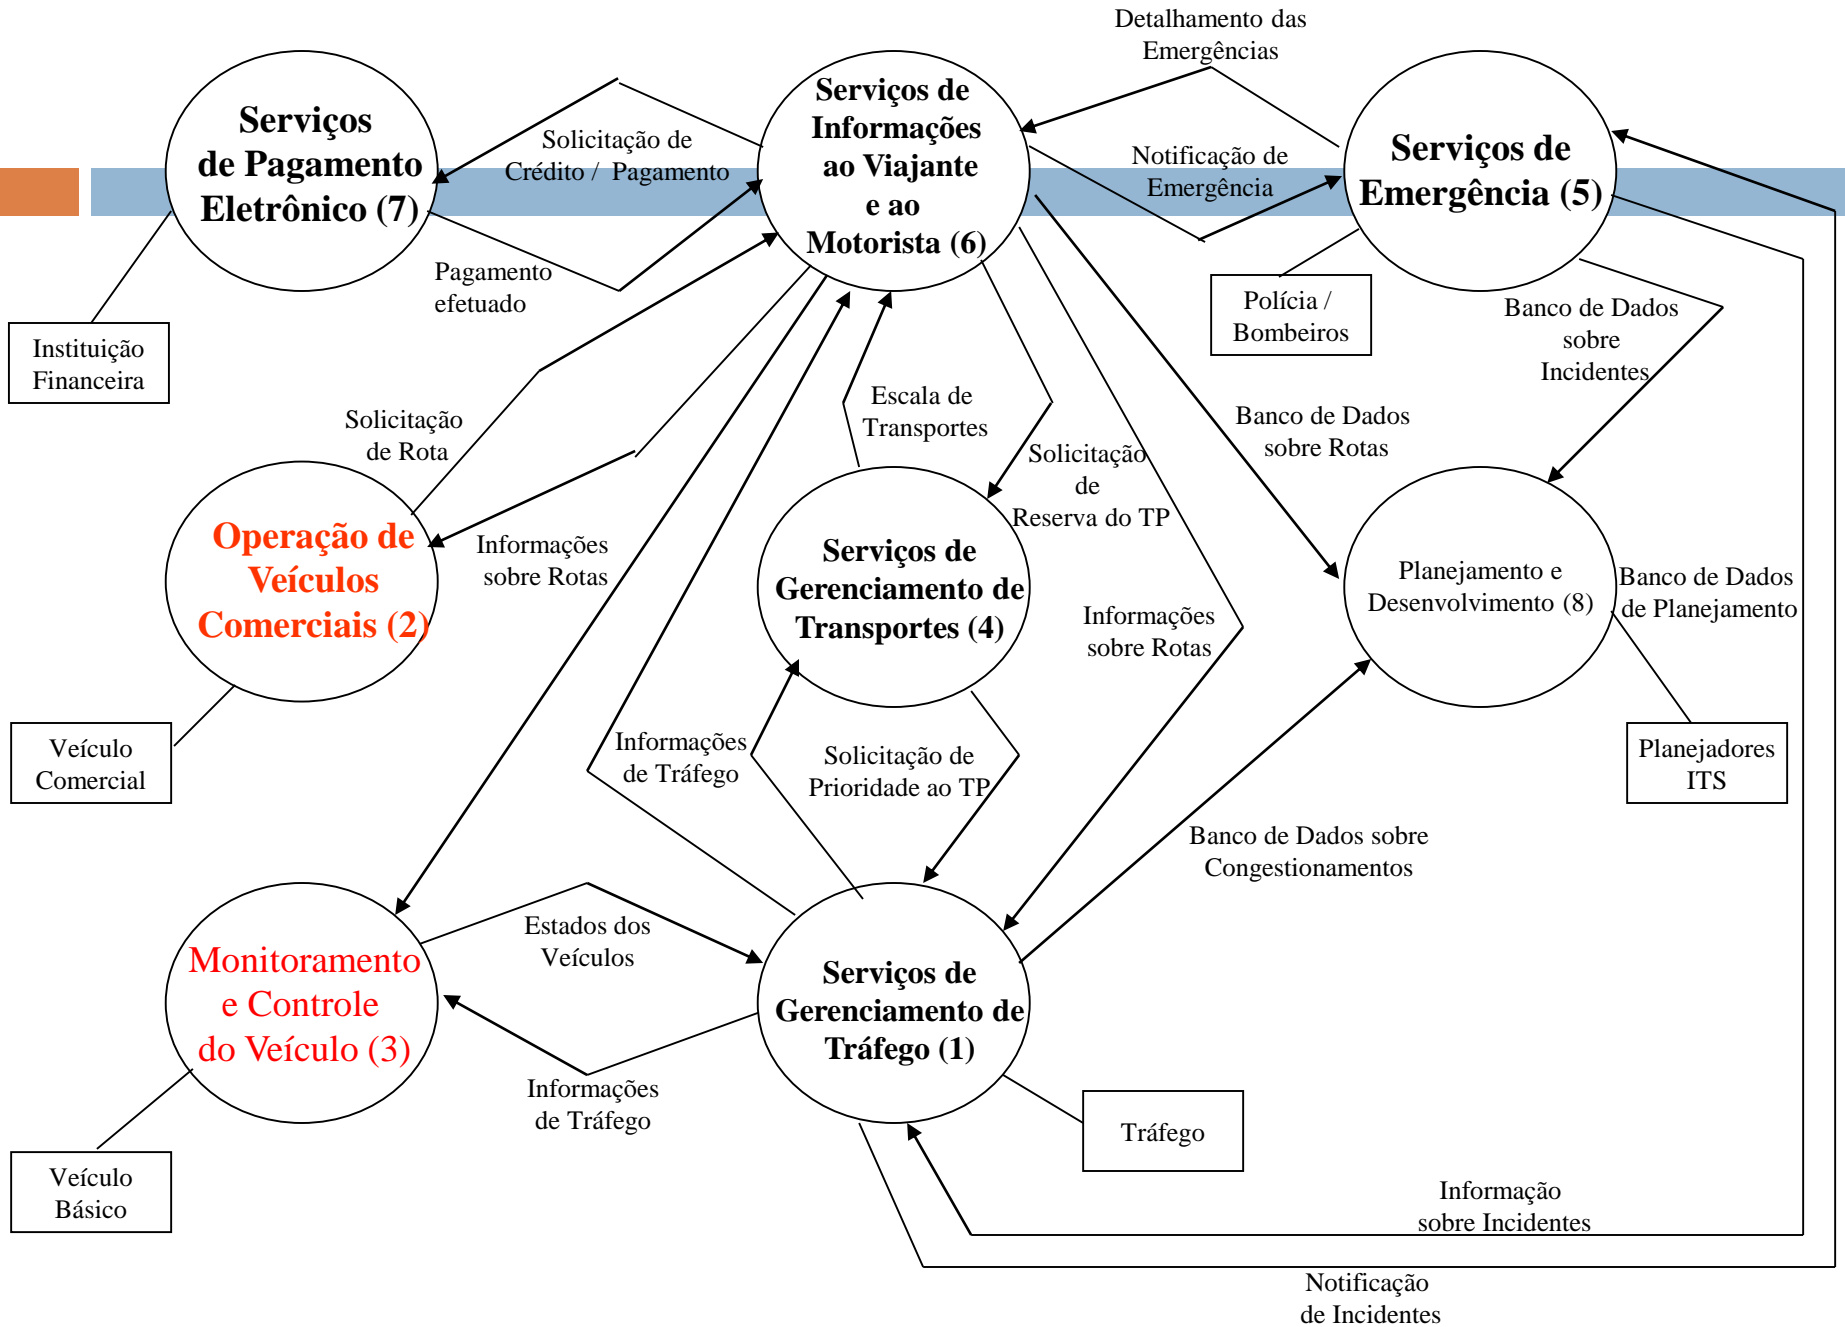 Detalhamento das
Emergências
Serviços
de Pagamento
Eletrônico (7)
Solicitação de
Crédito / Pagamento
Serviços de
Informações
ao Viajante
e ao
Motorista (6)
Notificação de
Emergência
Serviços de
Emergência (5)
Pagamento
efetuado
Instituição
Financeira
Polícia /
Bombeiros
Banco de Dados
sobre
Incidentes
Solicitação
de Rota
Escala de
Transportes
Solicitação
de
Reserva do TP
Banco de Dados
sobre Rotas
Operação de
Veículos
Comerciais (2)
Informações
sobre Rotas
Serviços de
Gerenciamento de
Transportes (4)
Informações
sobre Rotas
Planejamento e
Desenvolvimento (8)
Banco de Dados
de Planejamento
Veículo
Comercial
Informações
de Tráfego
Solicitação de
Prioridade ao TP
Planejadores
ITS
Banco de Dados sobre
Congestionamentos
Monitoramento
e Controle
do Veículo (3)
Estados dos
Veículos
Serviços de
Gerenciamento de
Tráfego (1)
Informações
de Tráfego
Tráfego
Veículo
Básico
Informação
sobre Incidentes
Notificação
de Incidentes